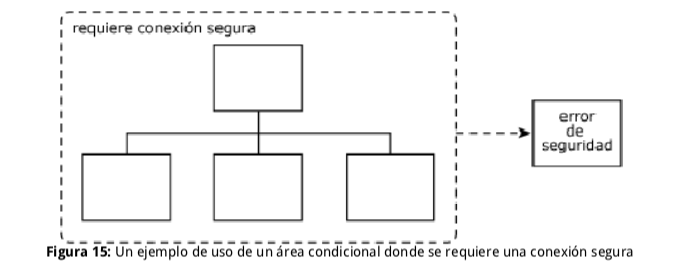 requiere conexión segura
error
de
seguridad
Figura 15: Un ejemplo de uso de un área condicional donde se requiere una conexión segura